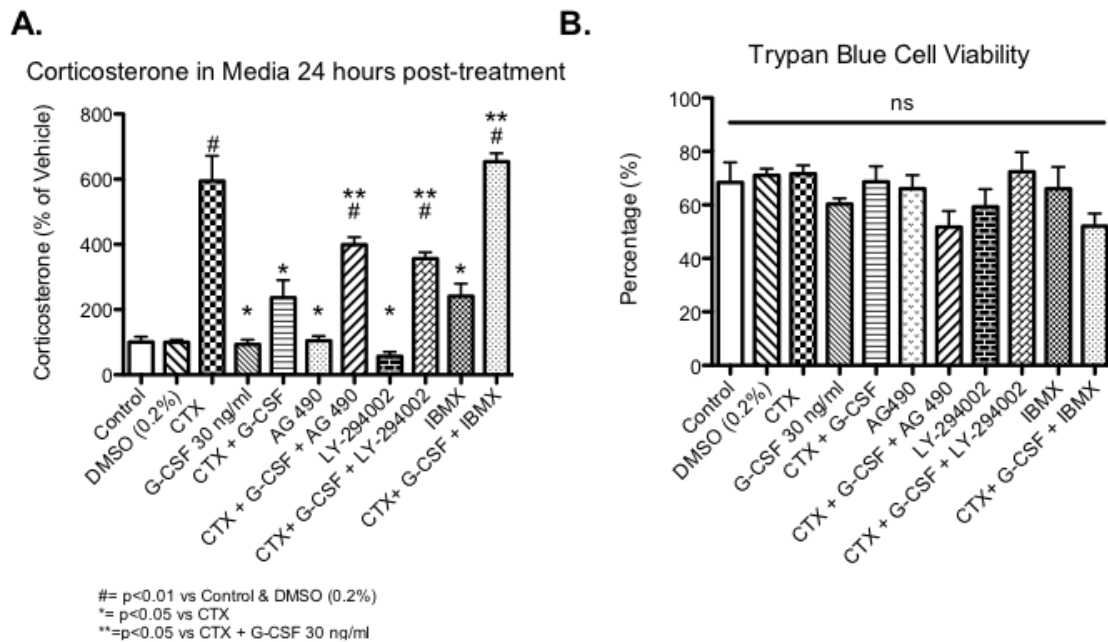 A.
Corticosterone in Media 24 hours post-treatment
Corticosterone (% of Vehicle)
800
600
400
200
0
#
*
*
*
**
#
*
**
#
*
**
#
Control
DMSO (0.2%)
CTX
G-CSF 30 ng/ml
CTX + G-CSF
AG 490
CTX + G-CSF + AG 490
LY-294002
CTX+ G-CSF + LY-294002
IBMX
CTX+ G-CSF + IBMX
#= p<0.01 vs Control & DMSO (0.2%)
*= p<0.05 vs CTX
**=p<0.05 vs CTX + G-CSF 30 ng/ml
B.
Trypan Blue Cell Viability
Percentage (%)
100
80
60
40
20
0
ns
Control
DMSO (0.2%)
CTX
G-CSF 30 ng/ml
CTX + G-CSF
AG490
CTX + G-CSF + AG 490
LY-294002
CTX + G-CSF + LY-294002
IBMX
CTX + G-CSF + IBMX